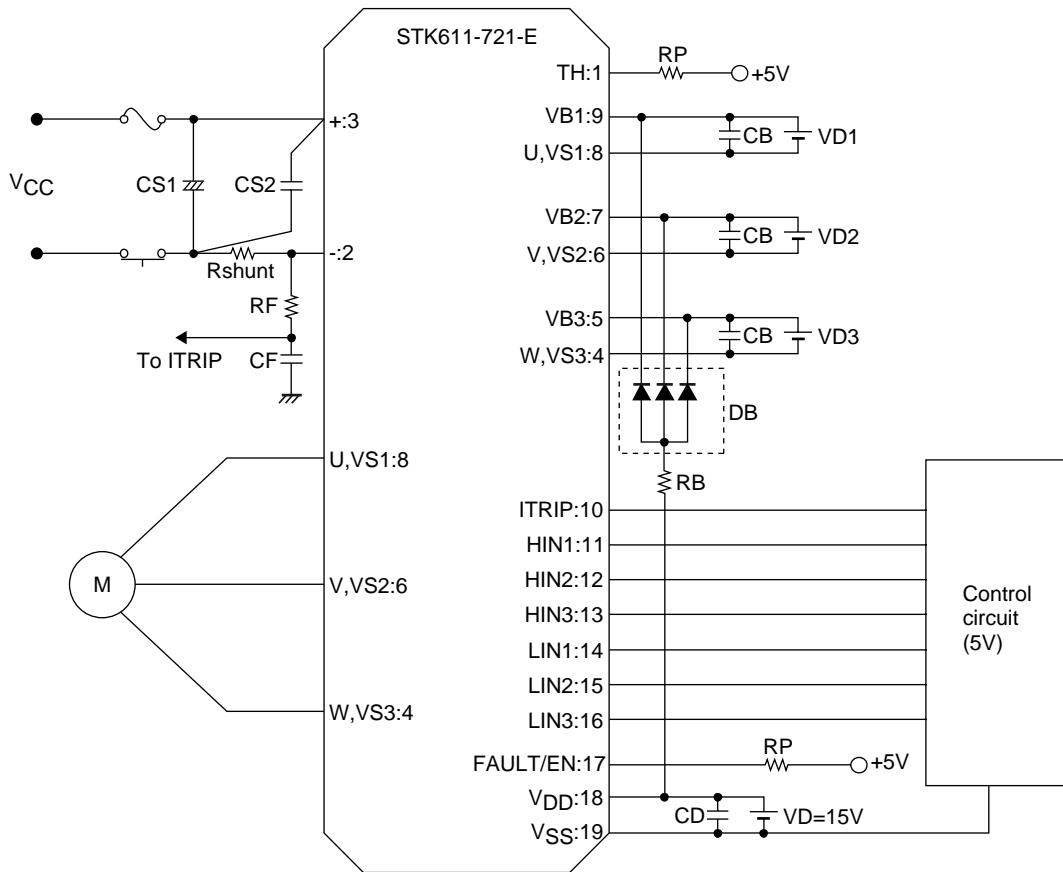 STK611-721-E
TH:1
RP
+5V
VB1:9
CB
VD1
U,VS1:8
+:3
VCC
CS1
CS2
VB2:7
CB
VD2
V,VS2:6
-:2
Rshunt
RF
VB3:5
CB
VD3
W,VS3:4
To ITRIP
CF
DB
RB
U,VS1:8
M
V,VS2:6
W,VS3:4
ITRIP:10
HIN1:11
HIN2:12
HIN3:13
LIN1:14
LIN2:15
LIN3:16
Control
circuit
(5V)
FAULT/EN:17
RP
+5V
VDD:18
CD
VD=15V
VSS:19